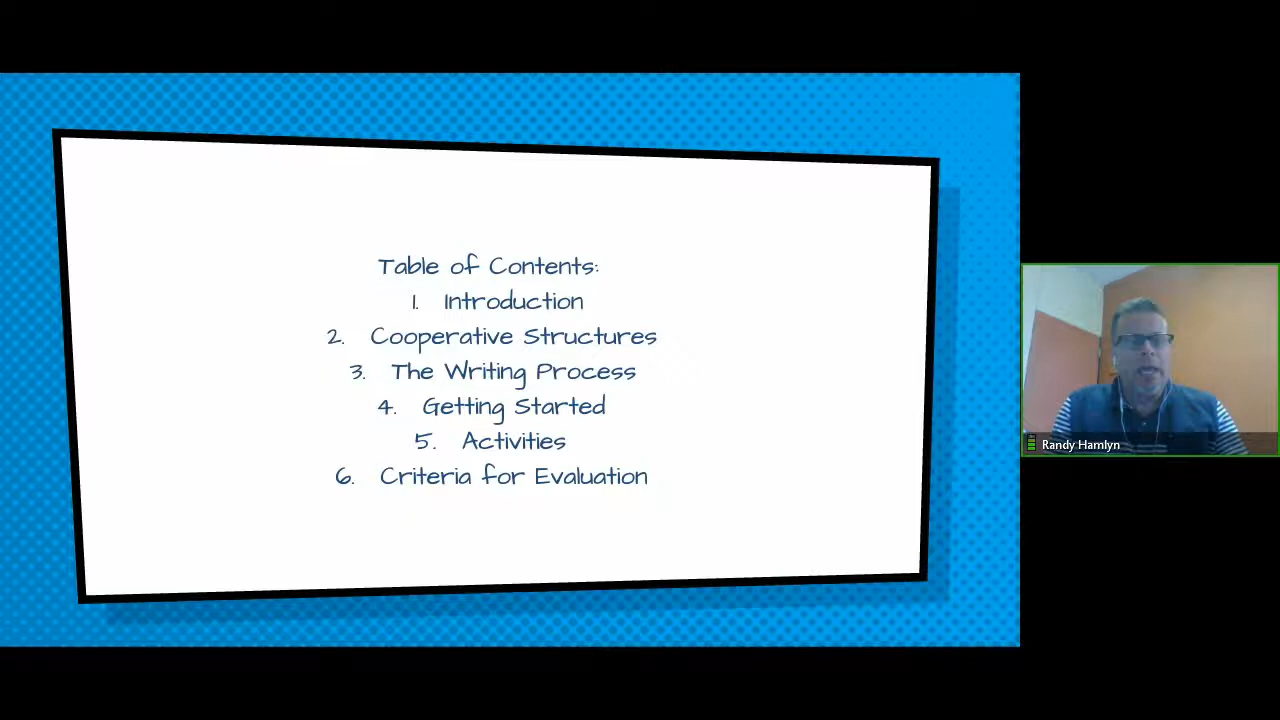 Table of Contents:
1. Introduction
2. Cooperative Structures
3. The Writing Process
4. Getting Started
5. Activities
6. Criteria for Evaluation
Randy Hamlyn